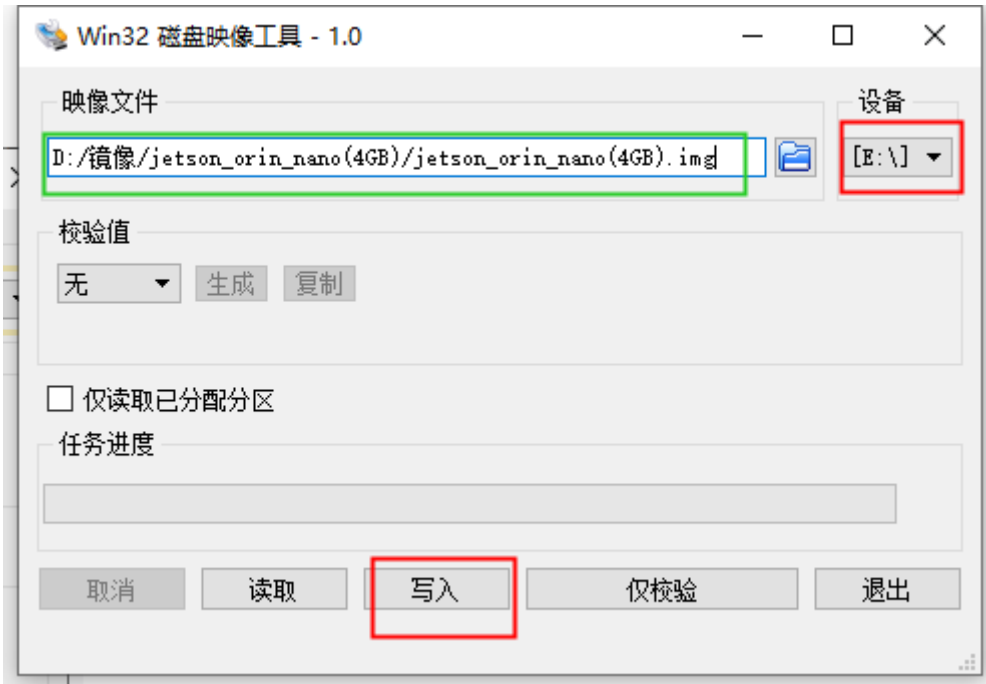 Win32 磁盘映像工具 - 1.0
映像文件
设备
D:/镜像/jetson_orin_nano(4GB)/jetson_orin_nano(4GB).img
[E:\]
校验值
无
生成
复制
仅读取已分配分区
任务进度
取消
读取
写入
仅校验
退出